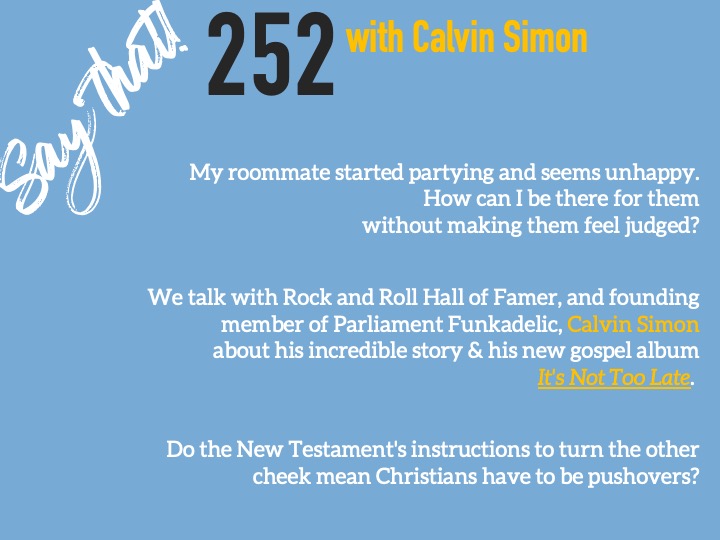 Say that!
252
with Calvin Simon
My roommate started partying and seems unhappy.
How can I be there for them
without making them feel judged?
We talk with Rock and Roll Hall of Famer, and founding
member of Parliament Funkadelic, Calvin Simon
about his incredible story & his new gospel album
It's Not Too Late.
Do the New Testament's instructions to turn the other
cheek mean Christians have to be pushovers?